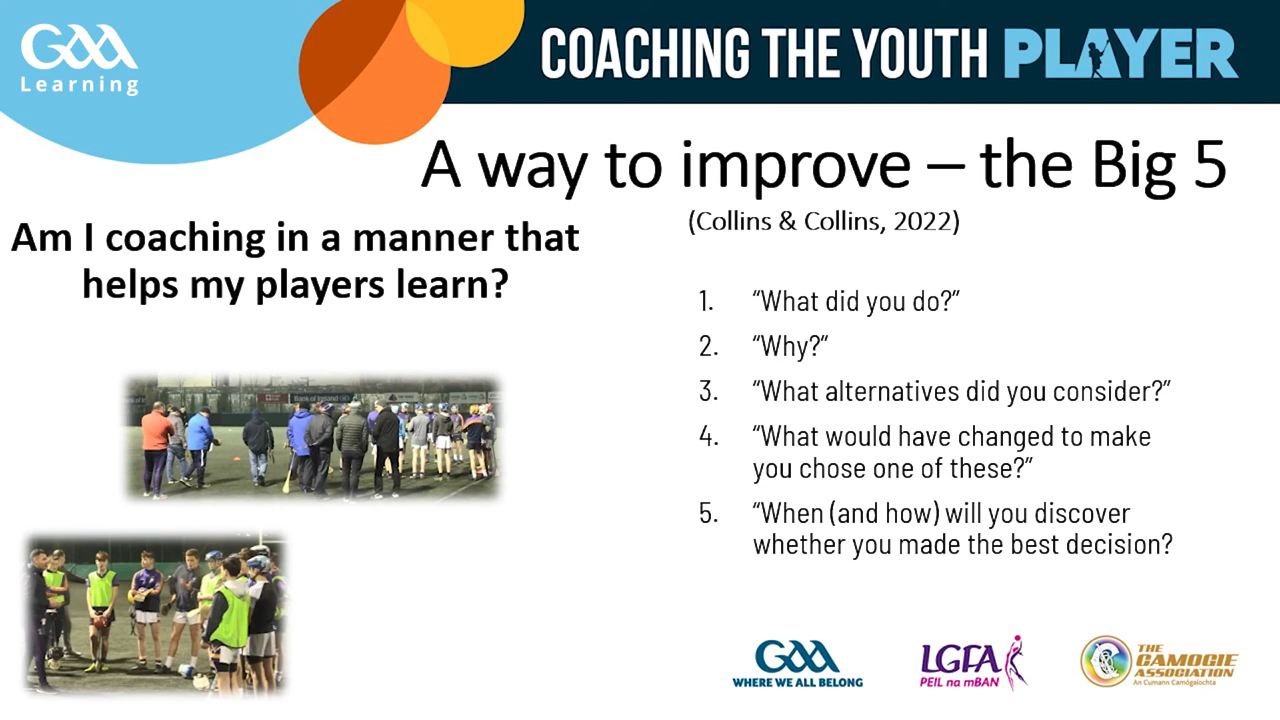 GAA
Learning
COACHING THE YOUTH PLAYER
A way to improve – the Big 5
(Collins & Collins, 2022)
Am I coaching in a manner that
helps my players learn?
1. “What did you do?”
2. “Why?”
3. “What alternatives did you consider?”
4. “What would have changed to make
you chose one of these?”
5. “When (and how) will you discover
whether you made the best decision?
Bank of Ireland
GAA
WHERE WE ALL BELONG
LGFA
PEIL na mBAN
THE
CAMOGIE
ASSOCIATION
An Cumann Camógaíochta